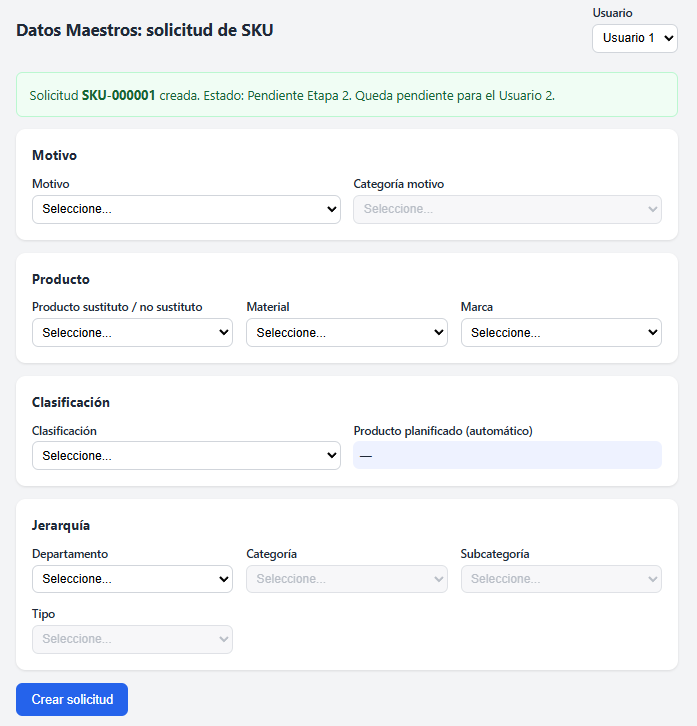 Usuario
Datos Maestros: solicitud de SKU
Usuario 1
Solicitud SKU-000001 creada. Estado: Pendiente Etapa 2. Queda pendiente para el Usuario 2.
Motivo
Motivo Categoría motivo
Seleccione... Seleccione...
Producto
Producto sustituto / no sustituto Material Marca
Seleccione... Seleccione... Seleccione...
Clasificación
Clasificación Producto planificado (automático)
Seleccione... —
Jerarquía
Departamento Categoría Subcategoría
Seleccione... Seleccione... Seleccione...
Tipo
Seleccione...
Crear solicitud